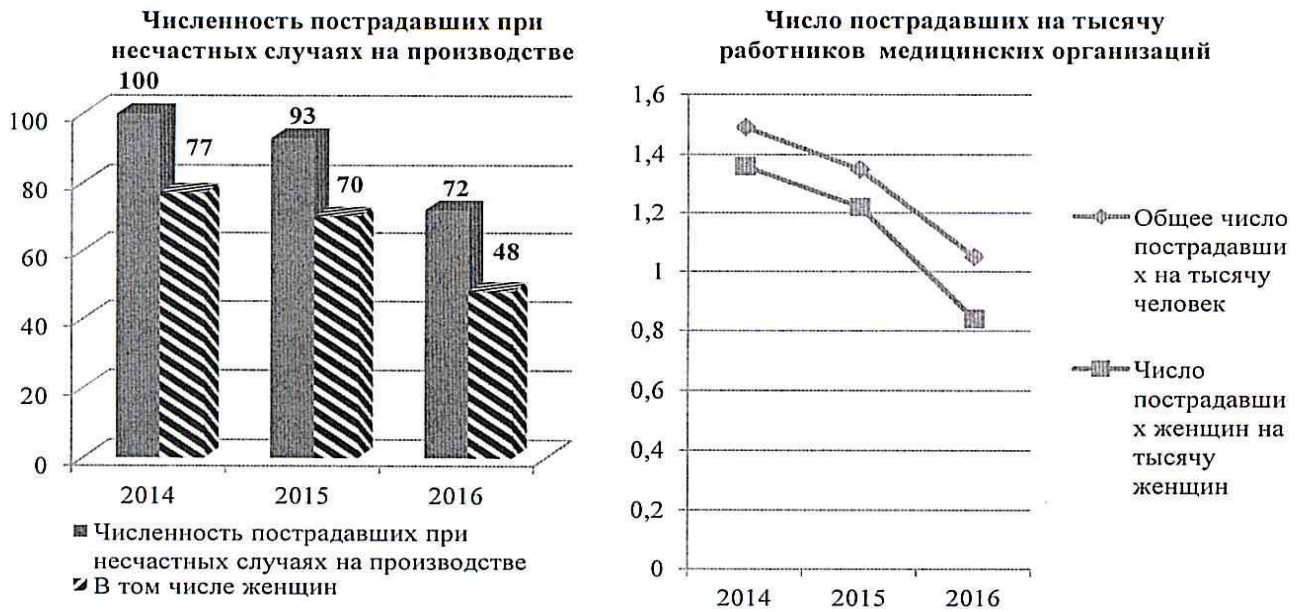 Численность пострадавших при
несчастных случаях на производстве
100
93
77
70
72
48
100
80
60
40
20
0
2014
2015
2016
Численность пострадавших при
несчастных случаях на производстве
В том числе женщин
Число пострадавших на тысячу
работников медицинских организаций
1,6
1,4
1,2
1
0,8
0,6
0,4
0,2
0
2014
2015
2016
Общее число
пострадавши
х на тысячу
человек
Число
пострадавши
х женщин на
тысячу
женщин